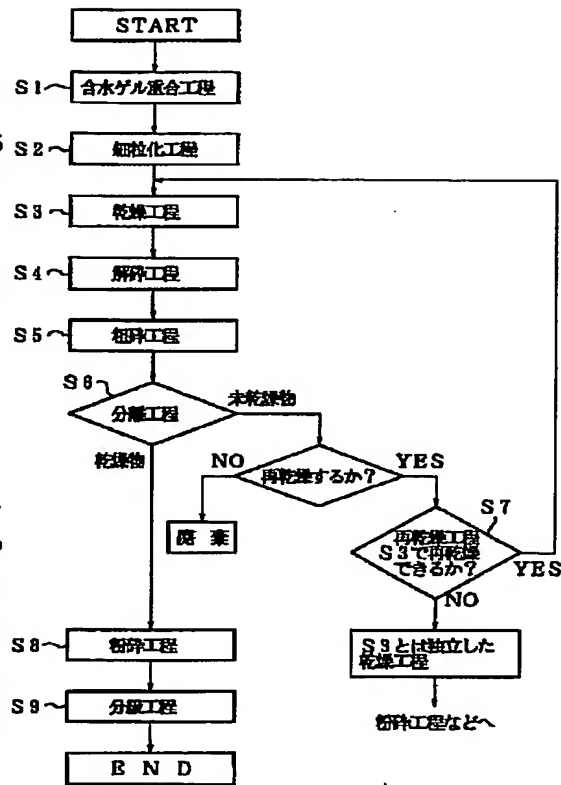 START
S1 含水ゲル重合工程
S2 細粒化工程
S3 乾燥工程
S4 解砕工程
S5 粗砕工程
S6
分離工程
未乾燥物
乾燥物
NO
再乾燥するか?
YES
廃棄
S7
再乾燥工程
S3で再乾燥
できるか?
YES
NO
S8 粉砕工程
S3とは独立した
乾燥工程
S9 分級工程
粉砕工程などへ
END